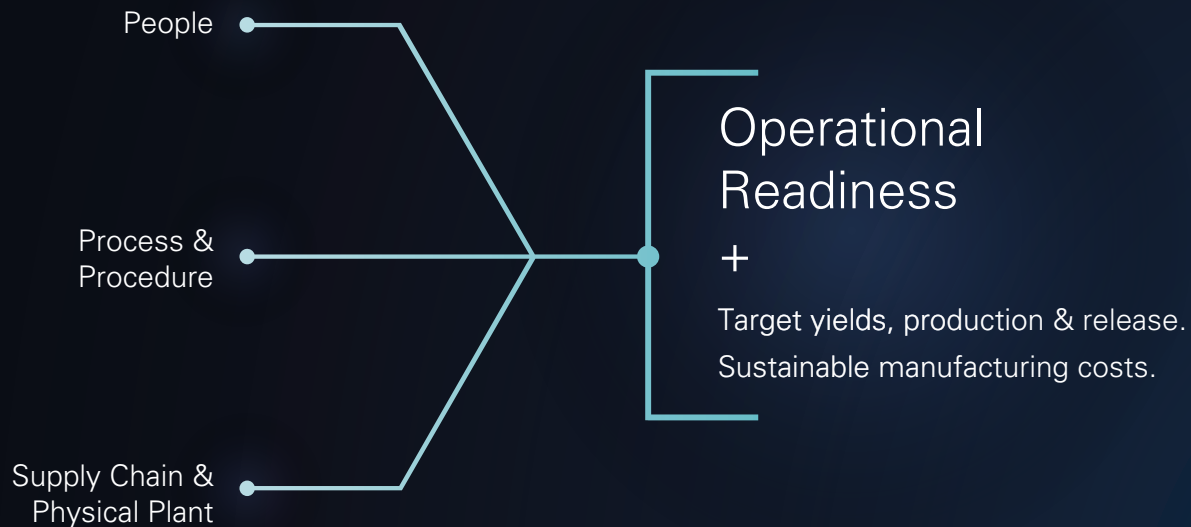 People
Process &
Procedure
Supply Chain &
Physical Plant
Operational
Readiness
+
Target yields, production & release.
Sustainable manufacturing costs.